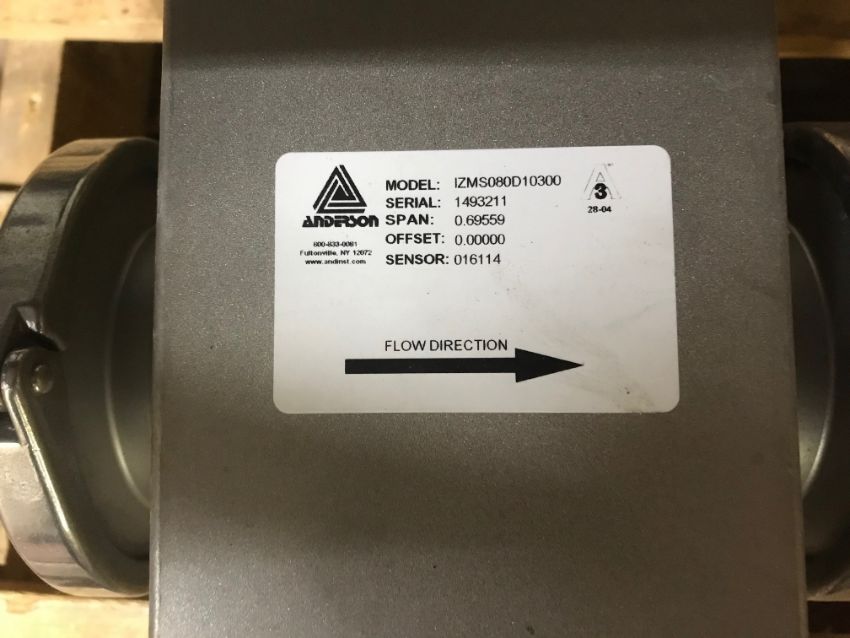 ANDERSON
800-833-0081
Fultonville, NY 12072
www.andinst.com
MODEL: IZMS080D10300
SERIAL: 1493211
SPAN: 0.69559
OFFSET: 0.00000
SENSOR: 016114
A
3
28-04
FLOW DIRECTION